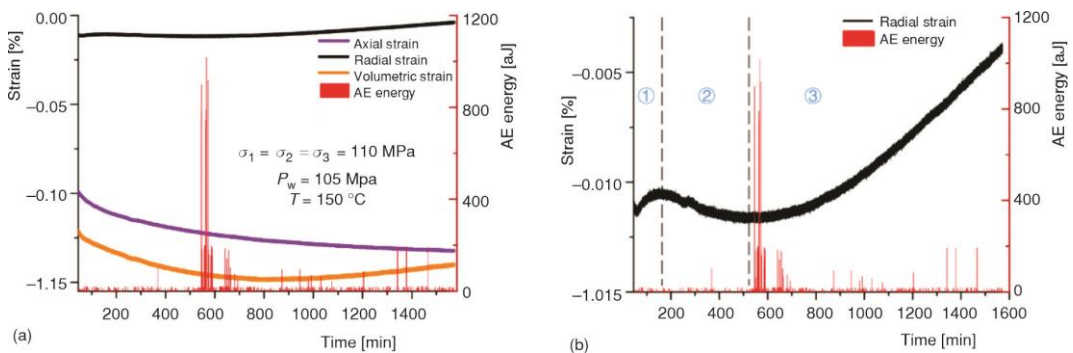 0.00
−0.05
−0.10
−1.15
Strain [%]
Axial strain
Radial strain
Volumetric strain
AE energy
σ1 = σ2 = σ3 = 110 MPa
Pw = 105 Mpa
T = 150 °C
1200
800
400
200
0
AE energy [aJ]
200 400 600 800 1000 1200 1400
Time [min]
(a)
−0.005
−0.010
−1.015
Strain [%]
Radial strain
AE energy
① ② ③
1200
800
400
200
0
AE energy [aJ]
200 400 600 800 1000 1200 1400 1600
Time [min]
(b)